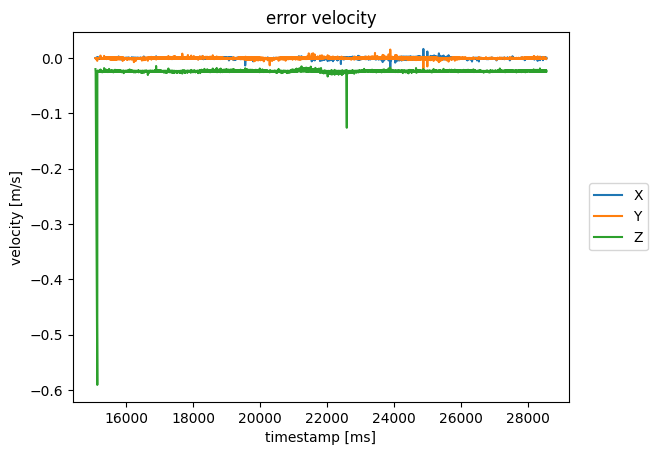 error velocity
velocity [m/s]
0.0
−0.1
−0.2
−0.3
−0.4
−0.5
−0.6
16000
18000
20000
22000
24000
26000
28000
timestamp [ms]
X
Y
Z